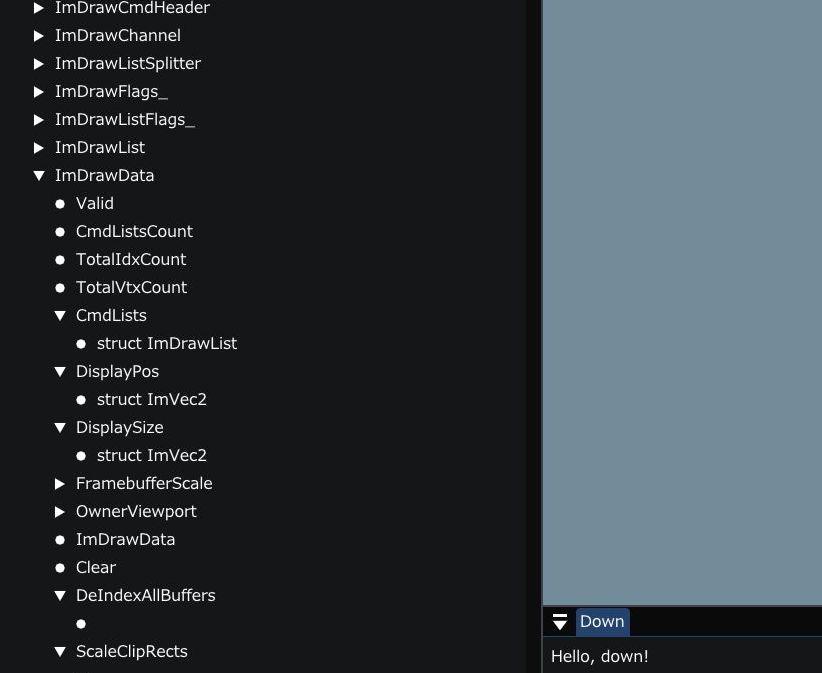 ImDrawCmdHeader
ImDrawChannel
ImDrawListSplitter
ImDrawFlags_
ImDrawListFlags_
ImDrawList
ImDrawData
Valid
CmdListsCount
TotalIdxCount
TotalVtxCount
CmdLists
struct ImDrawList
DisplayPos
struct ImVec2
DisplaySize
struct ImVec2
FramebufferScale
OwnerViewport
ImDrawData
Clear
DeIndexAllBuffers
ScaleClipRects
Down
Hello, down!